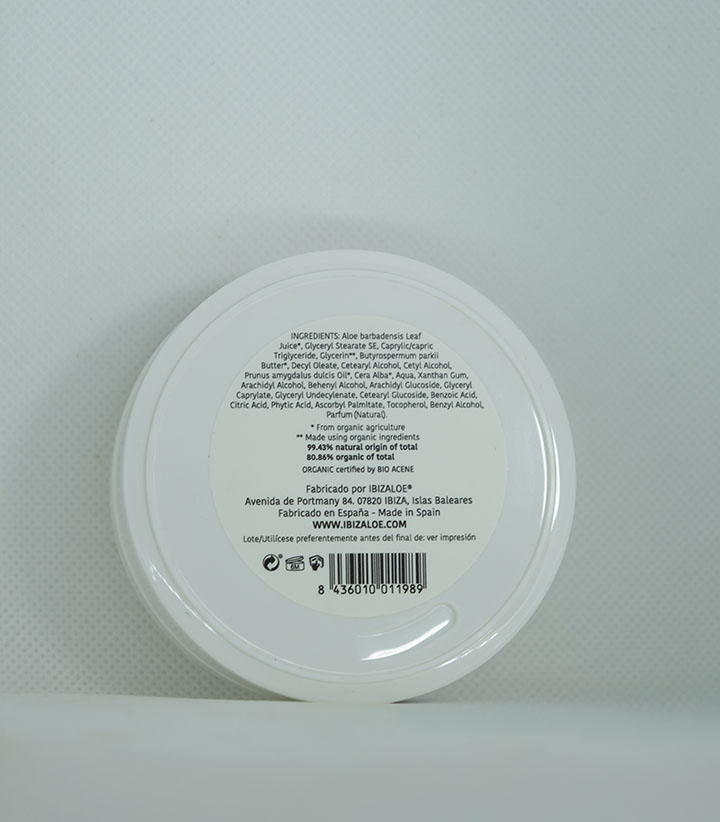 INGREDIENTS: Aloe barbadensis Leaf
Juice*, Glyceryl Stearate SE, Caprylic/capric
Triglyceride, Glycerin**, Butyrospermum parkii
Butter*, Decyl Oleate, Cetearyl Alcohol, Cetyl Alcohol,
Prunus amygdalus dulcis Oil*, Cera Alba*, Aqua, Xanthan Gum,
Arachidyl Alcohol, Behenyl Alcohol, Arachidyl Glucoside, Glyceryl
Caprylate, Glyceryl Undecylenate, Cetearyl Glucoside, Benzoic Acid,
Citric Acid, Phytic Acid, Ascorbyl Palmitate, Tocopherol, Benzyl Alcohol,
Parfum (Natural).
* From organic agriculture
** Made using organic ingredients
99.43% natural origin of total
80.86% organic of total
ORGANIC certified by BIO ACENE
Fabricado por IBIZALOE®
Avenida de Portmany 84. 07820 IBIZA, Islas Baleares
Fabricado en España - Made in Spain
WWW.IBIZALOE.COM
Lote/Utilícese preferentemente antes del final de: ver impresión
6M
8 436010 011989